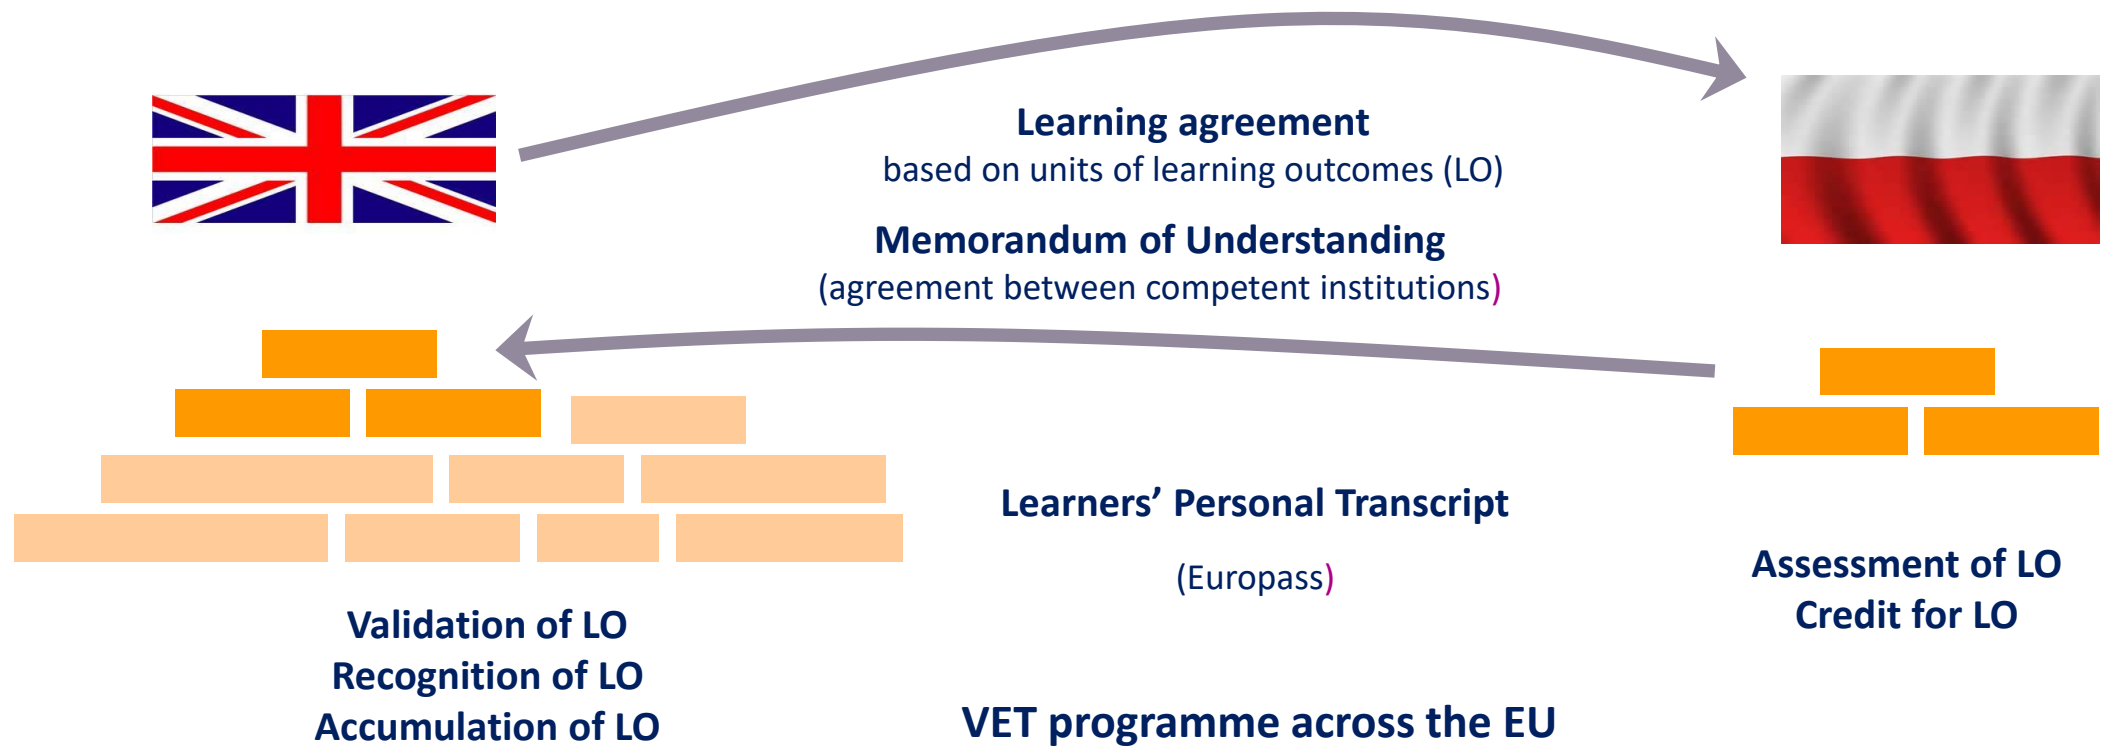 Learning agreement
based on units of learning outcomes (LO)
Memorandum of Understanding
(agreement between competent institutions)
Learners’ Personal Transcript
(Europass)
Assessment of LO
Credit for LO
Validation of LO
Recognition of LO
Accumulation of LO
VET programme across the EU